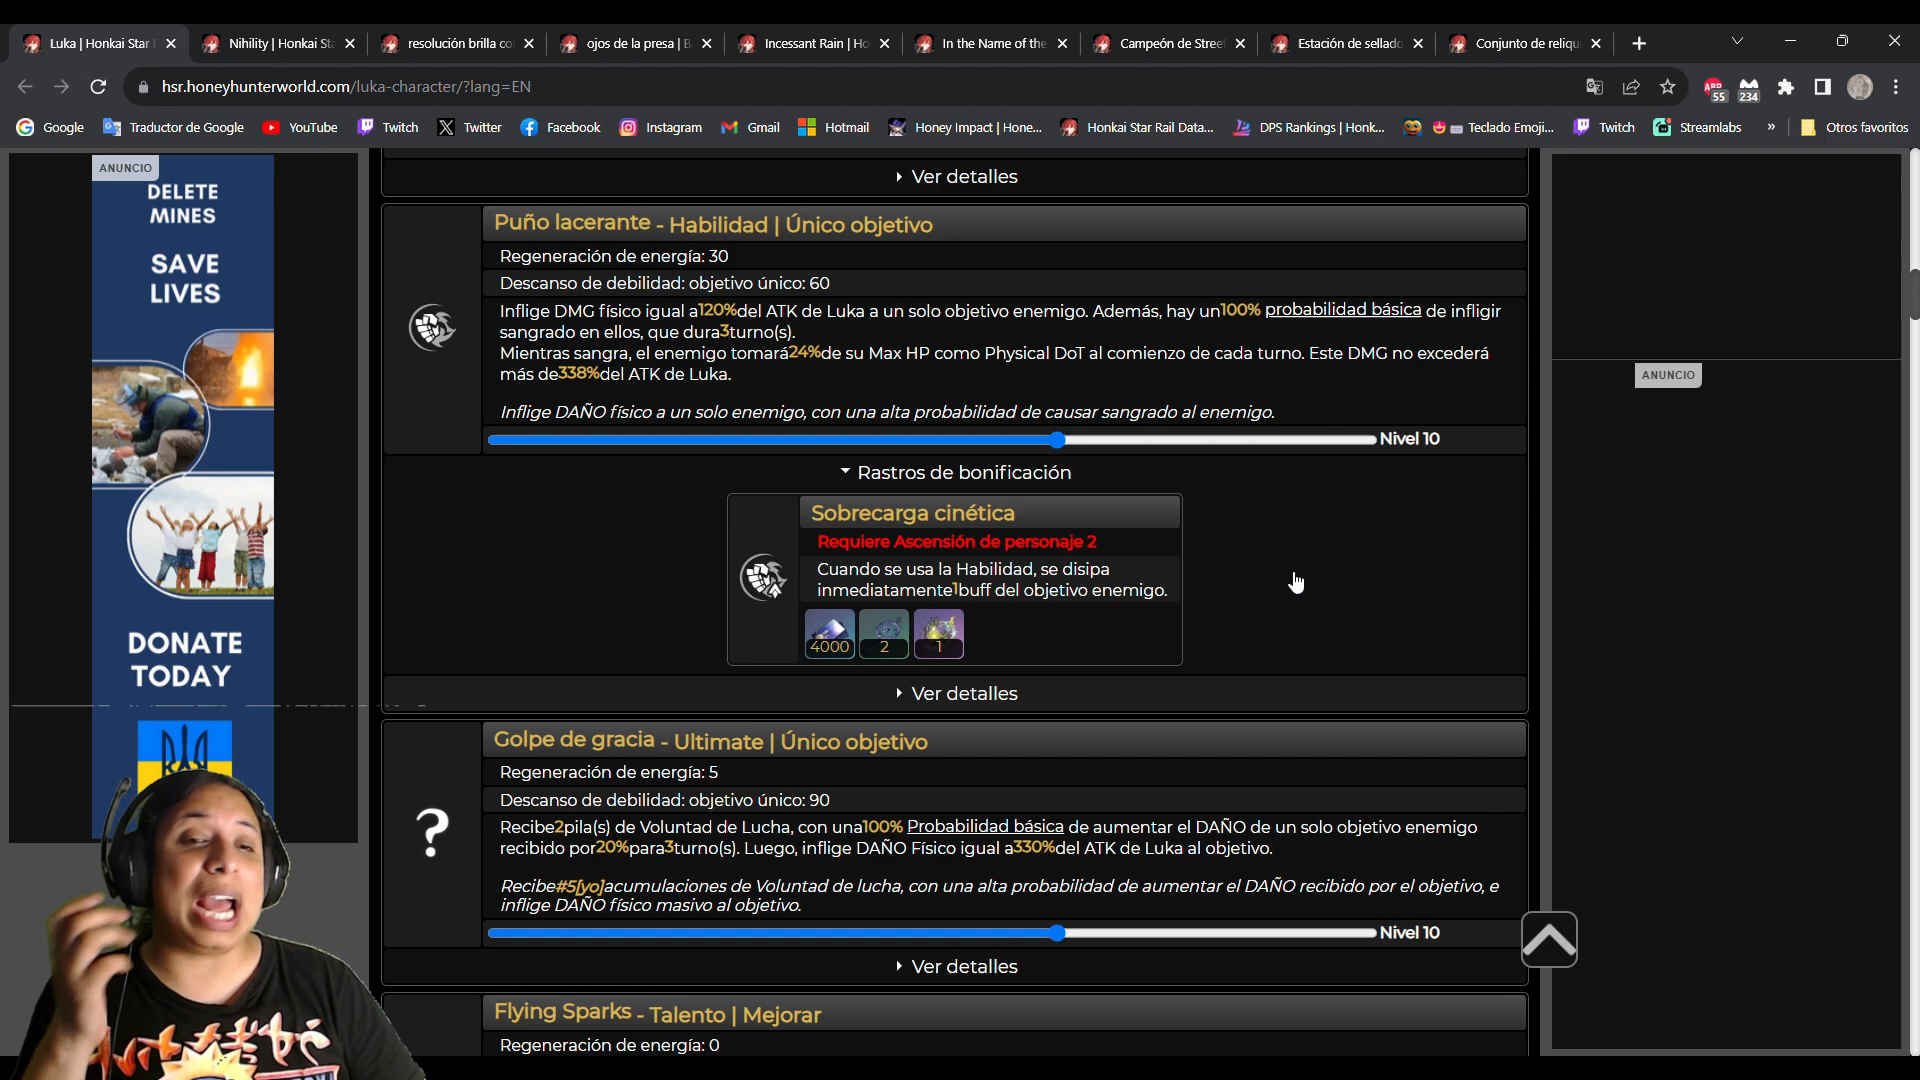 Luka | Honkai Star
Nihility | Honkai Sta
resolución brilla co
ojos de la presa | B
Incessant Rain | Ho
In the Name of the
Campeón de Stree
Estación de sellado
Conjunto de reliqu
hsr.honeyhunterworld.com/luka-character/?lang=EN
ABP
55
234
Google
Traductor de Google
YouTube
Twitch
Twitter
Facebook
Instagram
Gmail
Hotmail
Honey Impact | Hone...
Honkai Star Rail Data...
DPS Rankings | Honk...
Teclado Emoji...
Twitch
Streamlabs
»
Otros favoritos
ANUNCIO
DELETE
MINES
SAVE
LIVES
DONATE
TODAY
Ver detalles
Puño lacerante - Habilidad | Único objetivo
Regeneración de energía: 30
Descanso de debilidad: objetivo único: 60
Inflige DMG físico igual a120%del ATK de Luka a un solo objetivo enemigo. Además, hay un100% probabilidad básica de infligir
sangrado en ellos, que dura3turno(s).
Mientras sangra, el enemigo tomará24%de su Max HP como Physical DoT al comienzo de cada turno. Este DMG no excederá
más de338%del ATK de Luka.
Inflige DAÑO físico a un solo enemigo, con una alta probabilidad de causar sangrado al enemigo.
Nivel 10
Rastros de bonificación
Sobrecarga cinética
Requiere Ascensión de personaje 2
Cuando se usa la Habilidad, se disipa
inmediatamente1buff del objetivo enemigo.
4000
2
1
Ver detalles
Golpe de gracia - Ultimate | Único objetivo
Regeneración de energía: 5
Descanso de debilidad: objetivo único: 90
Recibe2pila(s) de Voluntad de Lucha, con una100% Probabilidad básica de aumentar el DAÑO de un solo objetivo enemigo
recibido por20%para3turno(s). Luego, inflige DAÑO Físico igual a330%del ATK de Luka al objetivo.
Recibe#5[yo]acumulaciones de Voluntad de lucha, con una alta probabilidad de aumentar el DAÑO recibido por el objetivo, e
inflige DAÑO físico masivo al objetivo.
Nivel 10
Ver detalles
Flying Sparks - Talento | Mejorar
Regeneración de energía: 0
ANUNCIO